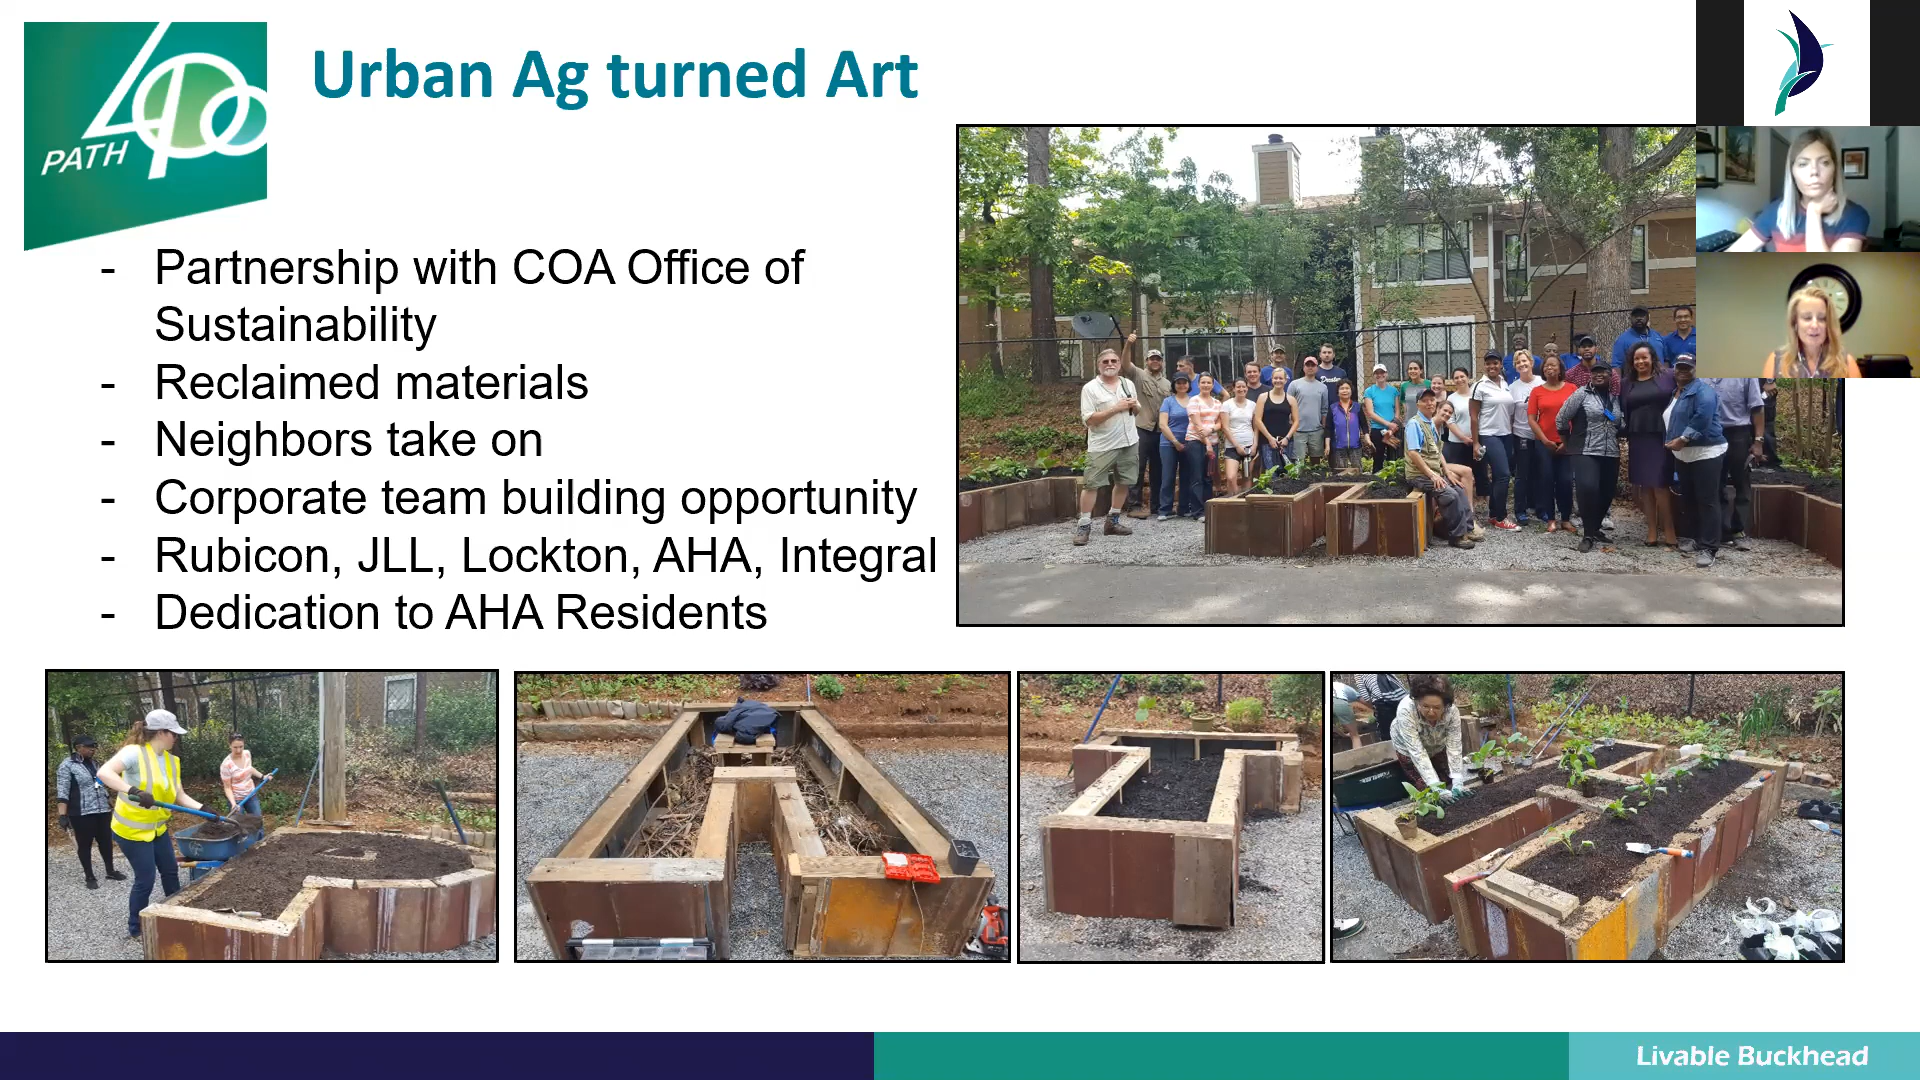 PATH
400
Urban Ag turned Art
- Partnership with COA Office of
Sustainability
- Reclaimed materials
- Neighbors take on
- Corporate team building opportunity
- Rubicon, JLL, Lockton, AHA, Integral
- Dedication to AHA Residents
Livable Buckhead